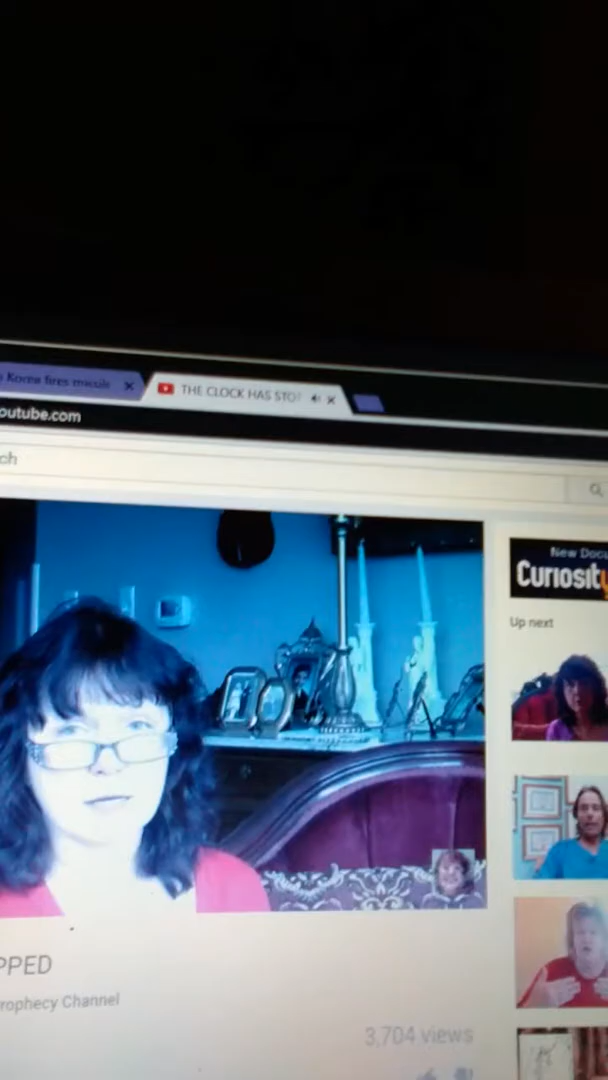 Korea fires missile
THE CLOCK HAS STO
outube.com
ch
New Docu
Curiosity
Up next
PPED
rophecy Channel
3,704 views